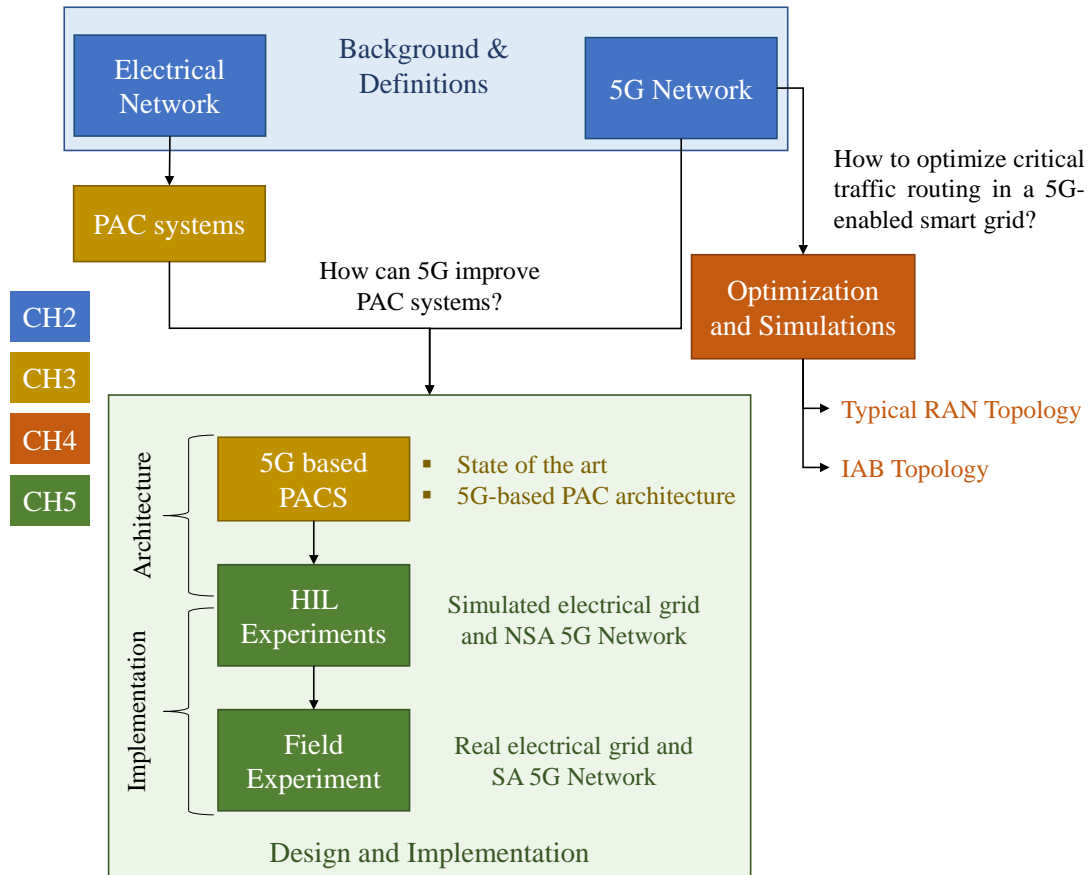 Background &
Definitions
Electrical
Network
5G Network
How to optimize critical
traffic routing in a 5G-
enabled smart grid?
PAC systems
How can 5G improve
PAC systems?
Optimization
and Simulations
CH2
CH3
CH4
CH5
Typical RAN Topology
IAB Topology
Architecture
5G based
PACS
▪ State of the art
▪ 5G-based PAC architecture
HIL
Experiments
Simulated electrical grid
and NSA 5G Network
Implementation
Field
Experiment
Real electrical grid and
SA 5G Network
Design and Implementation